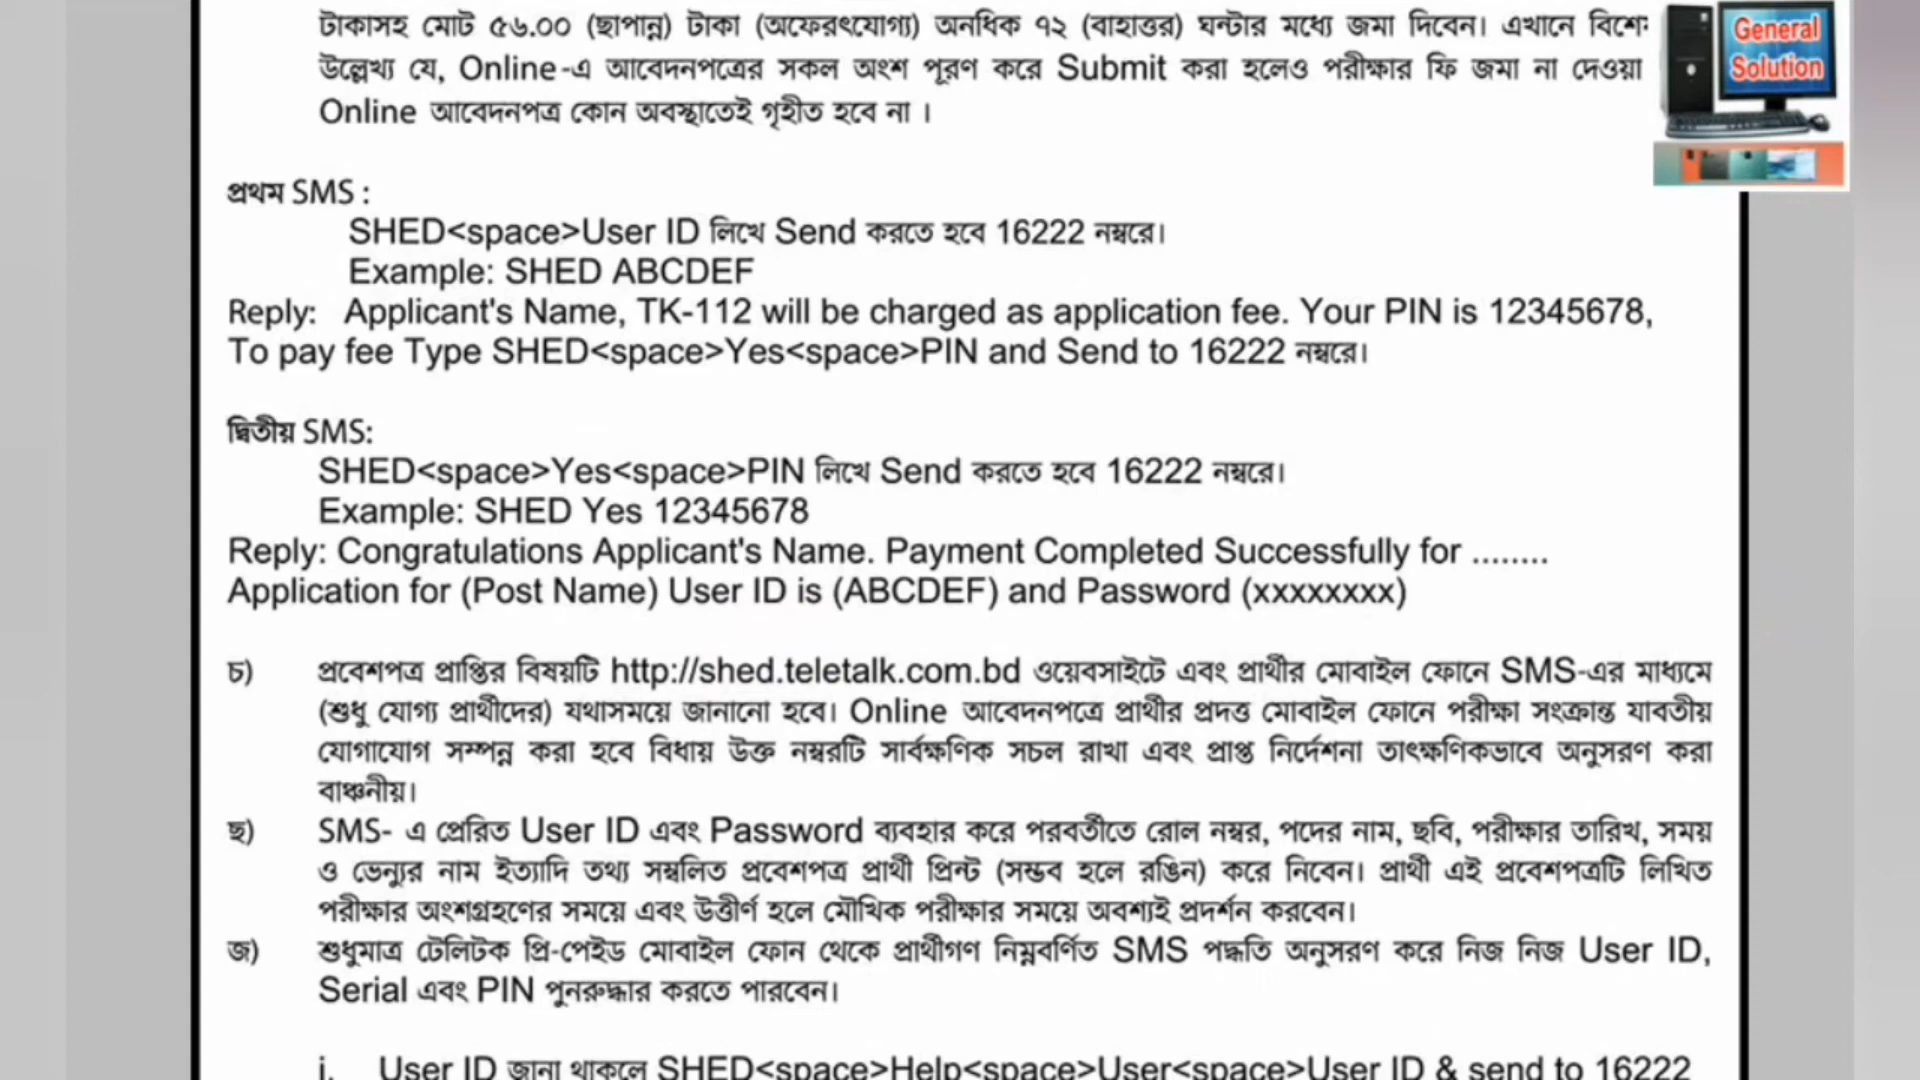 টাকাসহ মোট ৫৬.০০ (ছাপান্ন) টাকা (অফেরৎযোগ্য) অনধিক ৭২ (বাহাত্তর) ঘন্টার মধ্যে জমা দিবেন। এখানে
উল্লেখ্য যে, Online-এ আবেদনপত্রের সকল অংশ পূরণ করে Submit করা হলেও পরীক্ষার ফি জমা না দেওয়া
Online আবেদনপত্র কোন অবস্থাতেই গৃহীত হবে না ।
General
Solution
প্রথম SMS :
SHED<space>User ID লিখে Send করতে হবে 16222 নম্বরে।
Example: SHED ABCDEF
Reply: Applicant's Name, TK-112 will be charged as application fee. Your PIN is 12345678,
To pay fee Type SHED<space>Yes<space>PIN and Send to 16222 নম্বরে।
দ্বিতীয় SMS:
SHED<space>Yes<space>PIN লিখে Send করতে হবে 16222 নম্বরে।
Example: SHED Yes 12345678
Reply: Congratulations Applicant's Name. Payment Completed Successfully for ........
Application for (Post Name) User ID is (ABCDEF) and Password (xxxxxxxx)
চ) প্রবেশপত্র প্রাপ্তির বিষয়টি http://shed.teletalk.com.bd ওয়েবসাইটে এবং প্রার্থীর মোবাইল ফোনে SMS-এর মাধ্যমে
(শুধু যোগ্য প্রার্থীদের) যথাসময়ে জানানো হবে। Online আবেদনপত্রে প্রার্থীর প্রদত্ত মোবাইল ফোনে পরীক্ষা সংক্রান্ত যাবতীয়
যোগাযোগ সম্পন্ন করা হবে বিধায় উক্ত নম্বরটি সার্বক্ষণিক সচল রাখা এবং প্রাপ্ত নির্দেশনা তাৎক্ষণিকভাবে অনুসরণ করা
বাঞ্চনীয়।
ছ) SMS- এ প্রেরিত User ID এবং Password ব্যবহার করে পরবর্তীতে রোল নম্বর, পদের নাম, ছবি, পরীক্ষার তারিখ, সময়
ও ভেন্যুর নাম ইত্যাদি তথ্য সম্বলিত প্রবেশপত্র প্রার্থী প্রিন্ট (সম্ভব হলে রঙিন) করে নিবেন। প্রার্থী এই প্রবেশপত্রটি লিখিত
পরীক্ষার অংশগ্রহণের সময়ে এবং উত্তীর্ণ হলে মৌখিক পরীক্ষার সময়ে অবশ্যই প্রদর্শন করবেন।
জ) শুধুমাত্র টেলিটক প্রি-পেইড মোবাইল ফোন থেকে প্রার্থীগণ নিম্নবর্ণিত SMS পদ্ধতি অনুসরণ করে নিজ নিজ User ID,
Serial এবং PIN পুনরুদ্ধার করতে পারবেন।
i. User ID জানা থাকলে SHED<space>Help<space>User<space>User ID & send to 16222